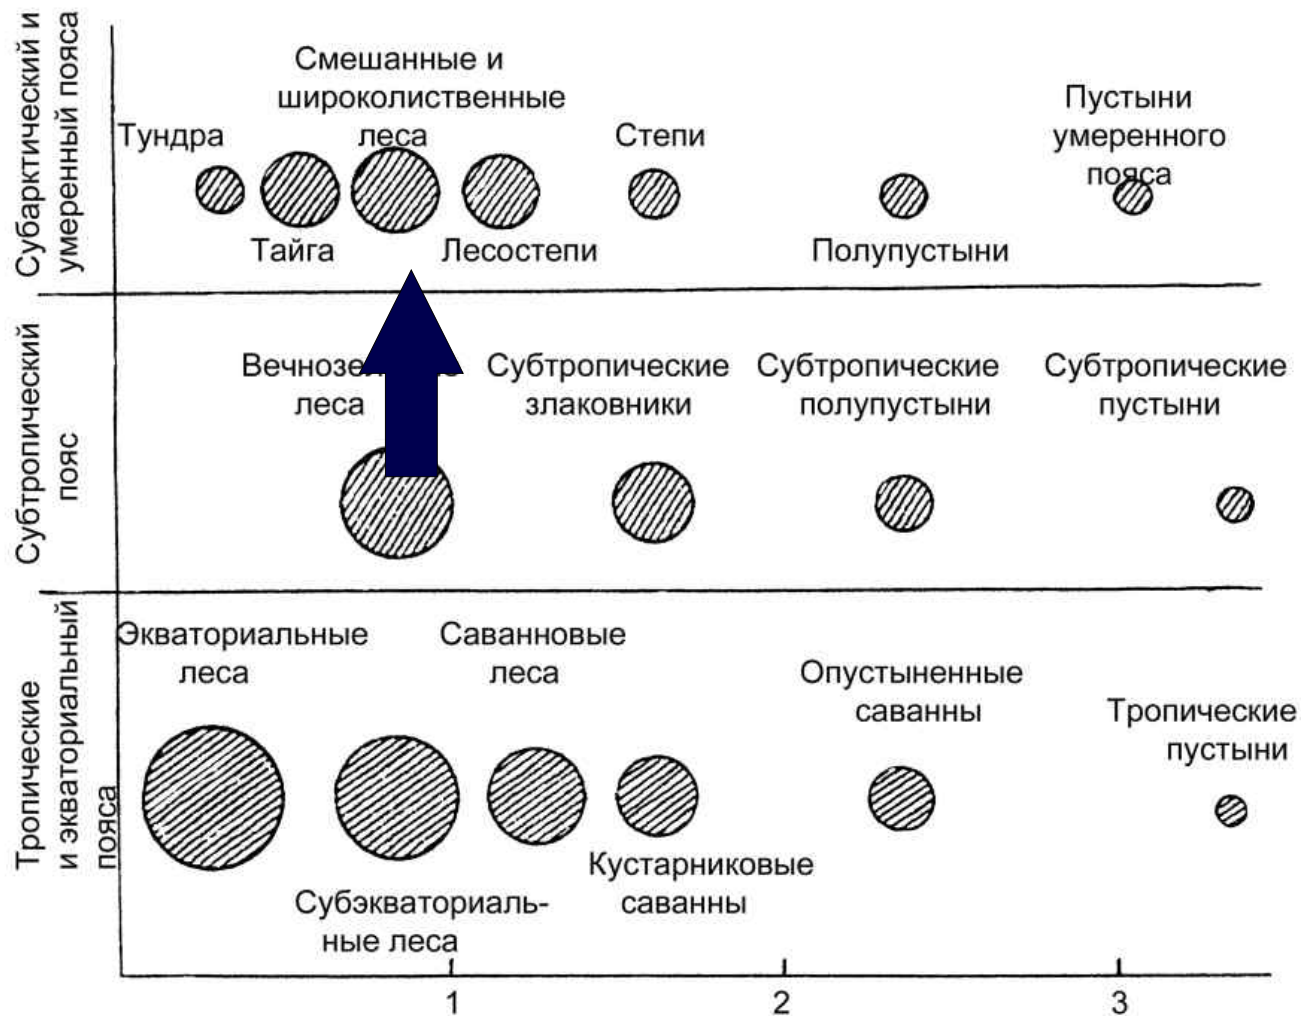 Субарктический и
умеренный пояса
Смешанные и
широколиственные
леса
Тундра
Степи
Пустыни
умеренного
пояса
Тайга
Лесостепи
Полупустыни
Субтропический
пояс
леса
Субтропические
злаковники
Субтропические
полупустыни
Субтропические
пустыни
Тропические
и экваториальный
пояса
Экваториальные
леса
Саванновые
леса
Опустыненные
саванны
Тропические
пустыни
Кустарниковые
саванны
Субэкваториаль-
ные леса
1
2
3